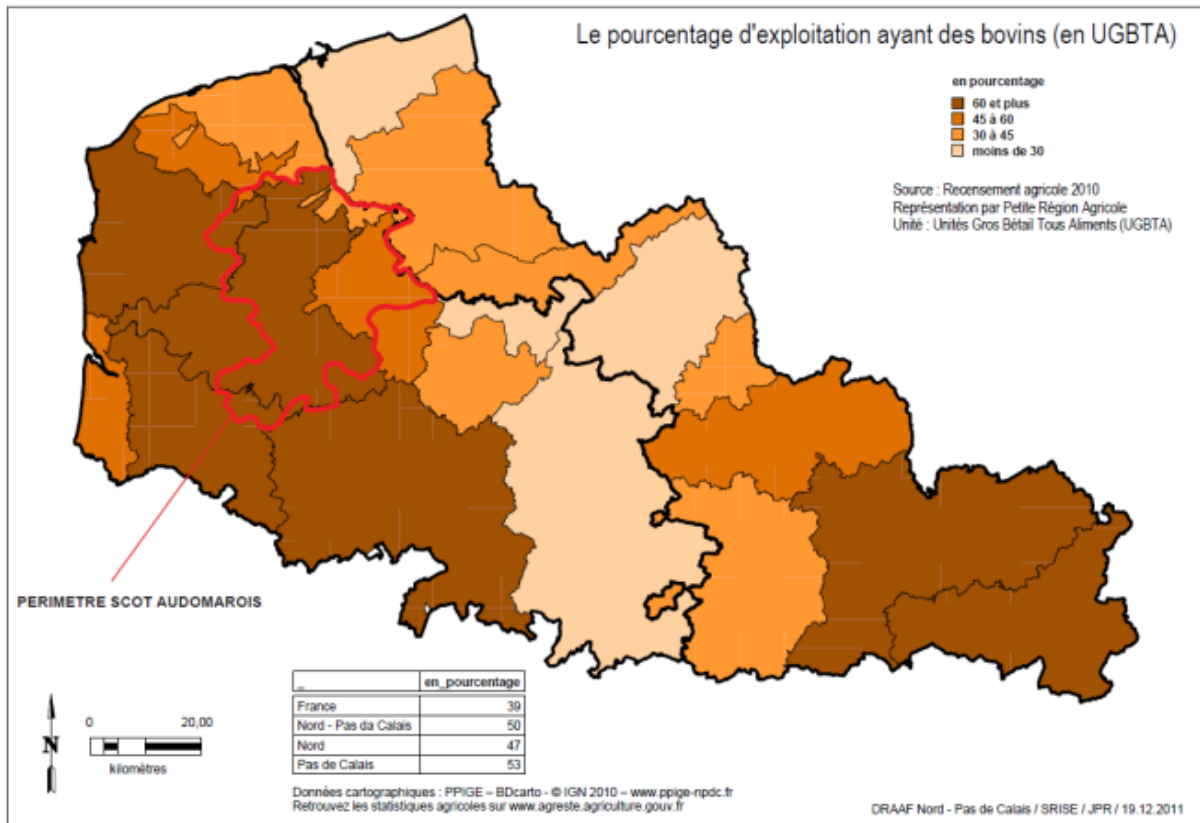 Le pourcentage d'exploitation ayant des bovins (en UGBTA)
en pourcentage
60 et plus
45 à 60
30 à 45
moins de 30
Source : Recensement agricole 2010
Représentation par Petite Région Agricole
Unité : Unités Gros Bétail Tous Aliments (UGBTA)
PERIMETRE SCOT AUDOMAROIS
_ en_pourcentage
France 39
Nord - Pas da Calais 50
Nord 47
Pas de Calais 53
0 20,00
N
kilomètres
Données cartographiques : PPIGE – BDcarto - © IGN 2010 – www.ppige-npdc.fr
Retrouvez les statistiques agricoles sur www.agreste.agriculture.gouv.fr
DRAAF Nord - Pas de Calais / SRISE / JPR / 19.12.2011